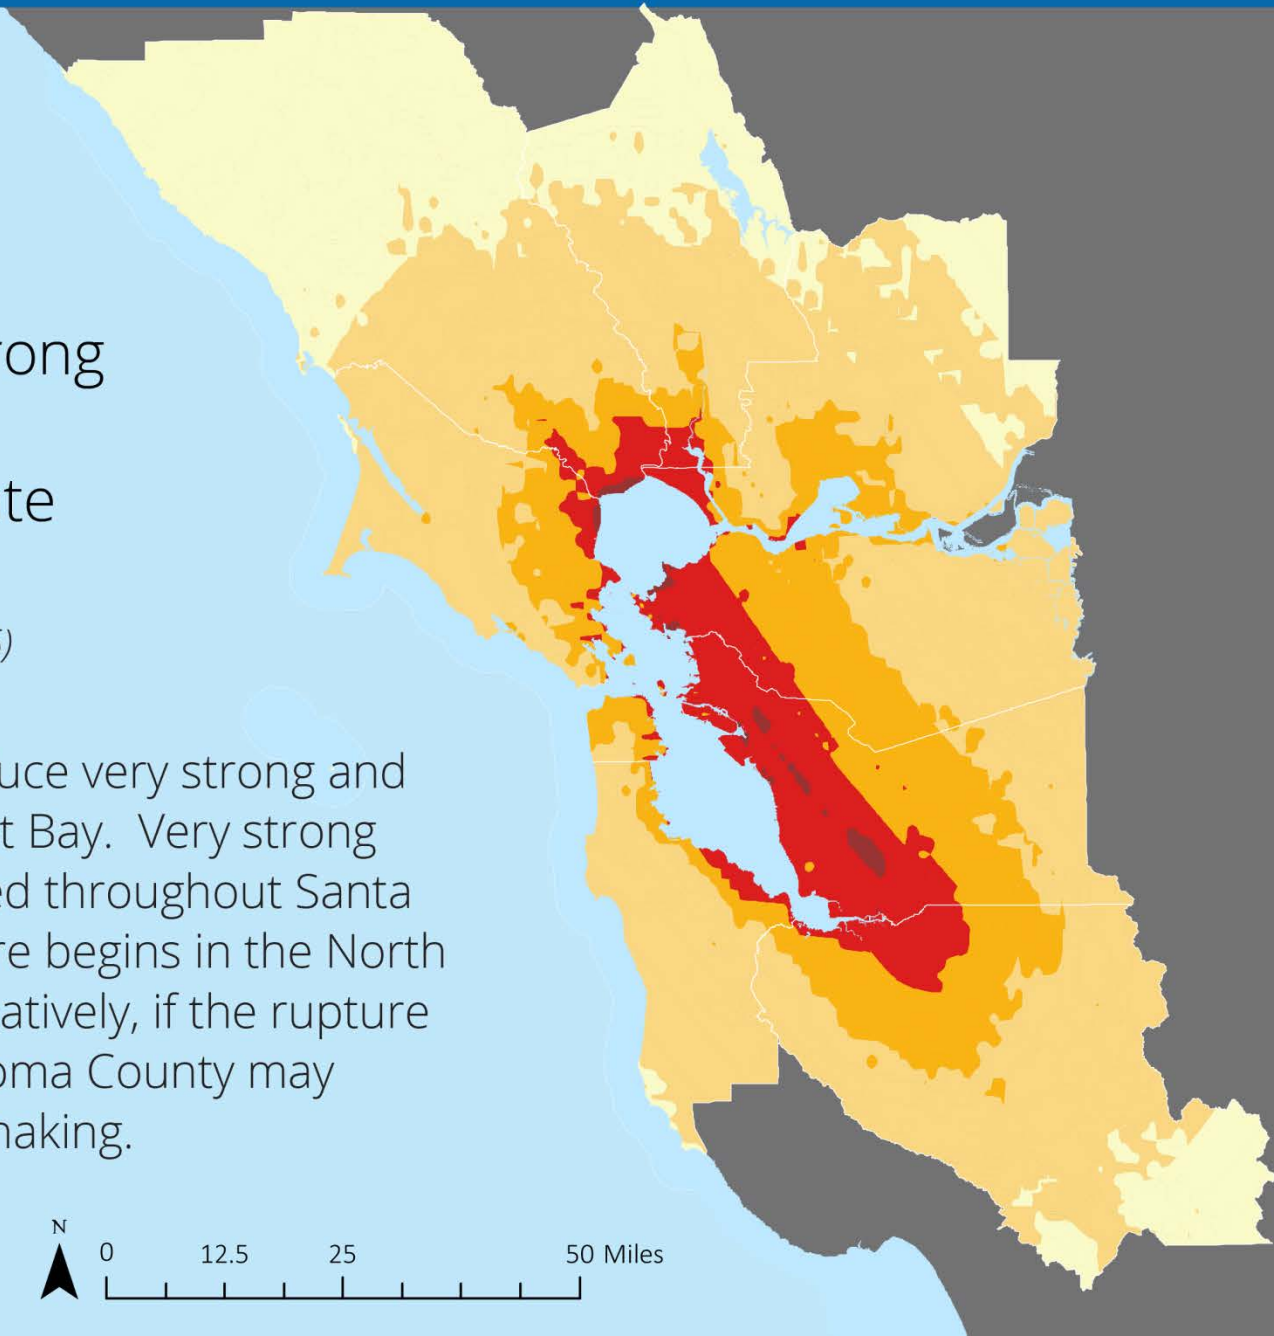 rong
te
)
uce very strong and
t Bay. Very strong
ed throughout Santa
re begins in the North
atively, if the rupture
oma County may
haking.
N
0 12.5 25 50 Miles